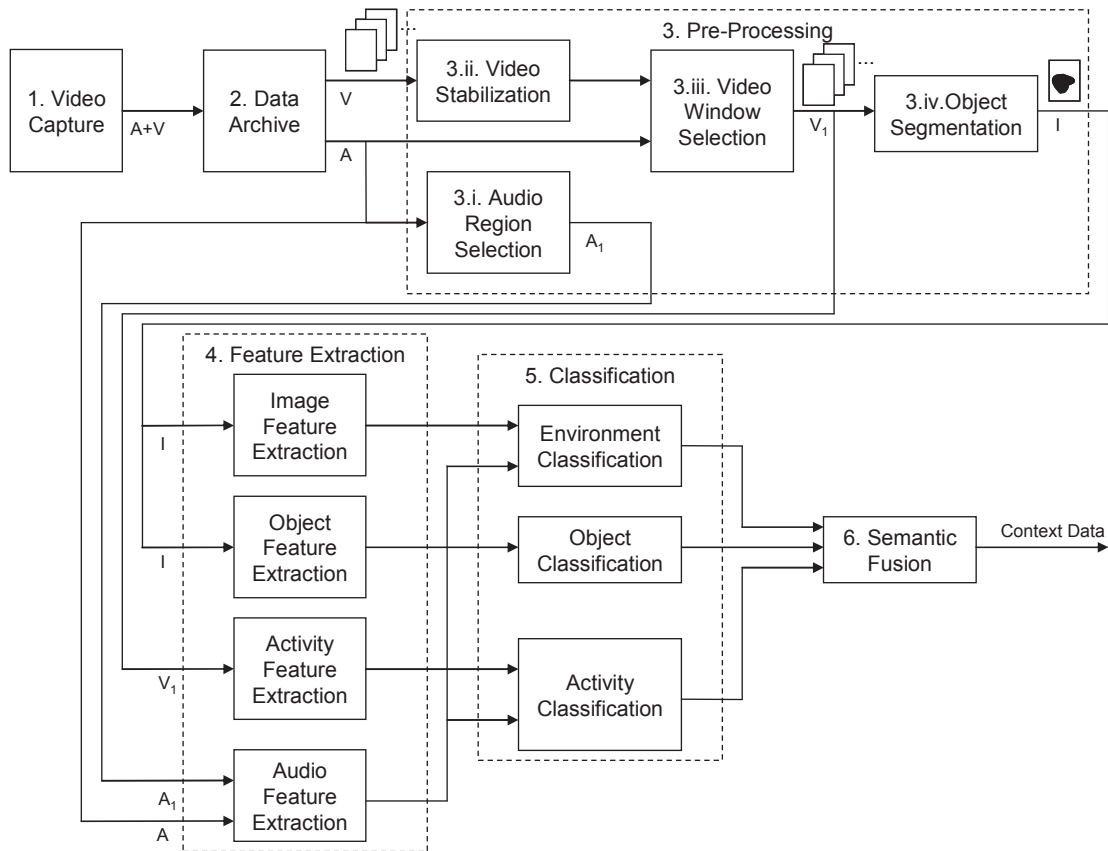 3. Pre-Processing
...
...
1. Video
Capture
A+V
2. Data
Archive
V
A
3.ii. Video
Stabilization
3.iii. Video
Window
Selection
V₁
3.iv.Object
Segmentation
I
3.i. Audio
Region
Selection
A₁
4. Feature Extraction
5. Classification
Image
Feature
Extraction
I
Environment
Classification
Object
Feature
Extraction
I
Object
Classification
6. Semantic
Fusion
Context Data
Activity
Feature
Extraction
V₁
Activity
Classification
Audio
Feature
Extraction
A₁
A